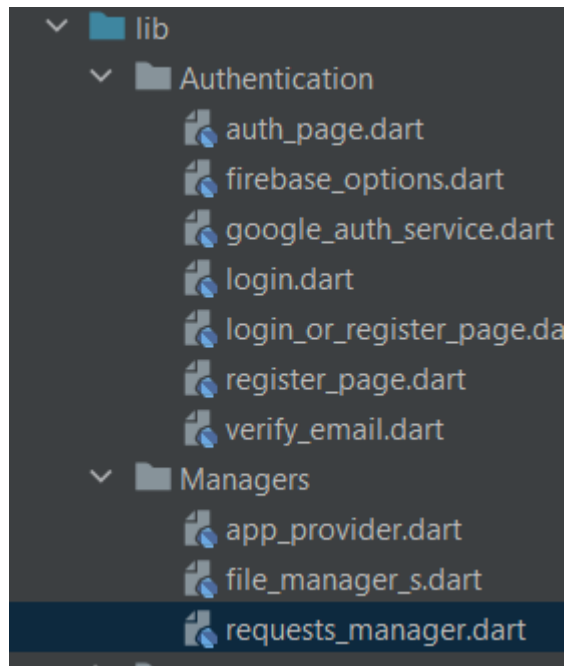 lib
Authentication
auth_page.dart
firebase_options.dart
google_auth_service.dart
login.dart
login_or_register_page.da
register_page.dart
verify_email.dart
Managers
app_provider.dart
file_manager_s.dart
requests_manager.dart